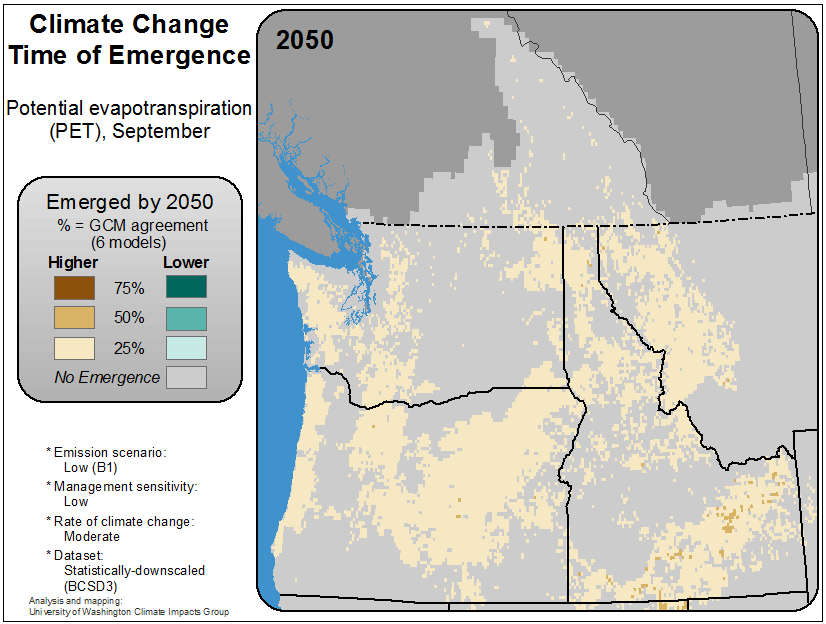 Climate Change
Time of Emergence
Potential evapotranspiration
(PET), September
Emerged by 2050
% = GCM agreement
(6 models)
Higher Lower
75%
50%
25%
No Emergence
* Emission scenario:
Low (B1)
* Management sensitivity:
Low
* Rate of climate change:
Moderate
* Dataset:
Statistically-downscaled
(BCSD3)
Analysis and mapping:
University of Washington Climate Impacts Group
2050